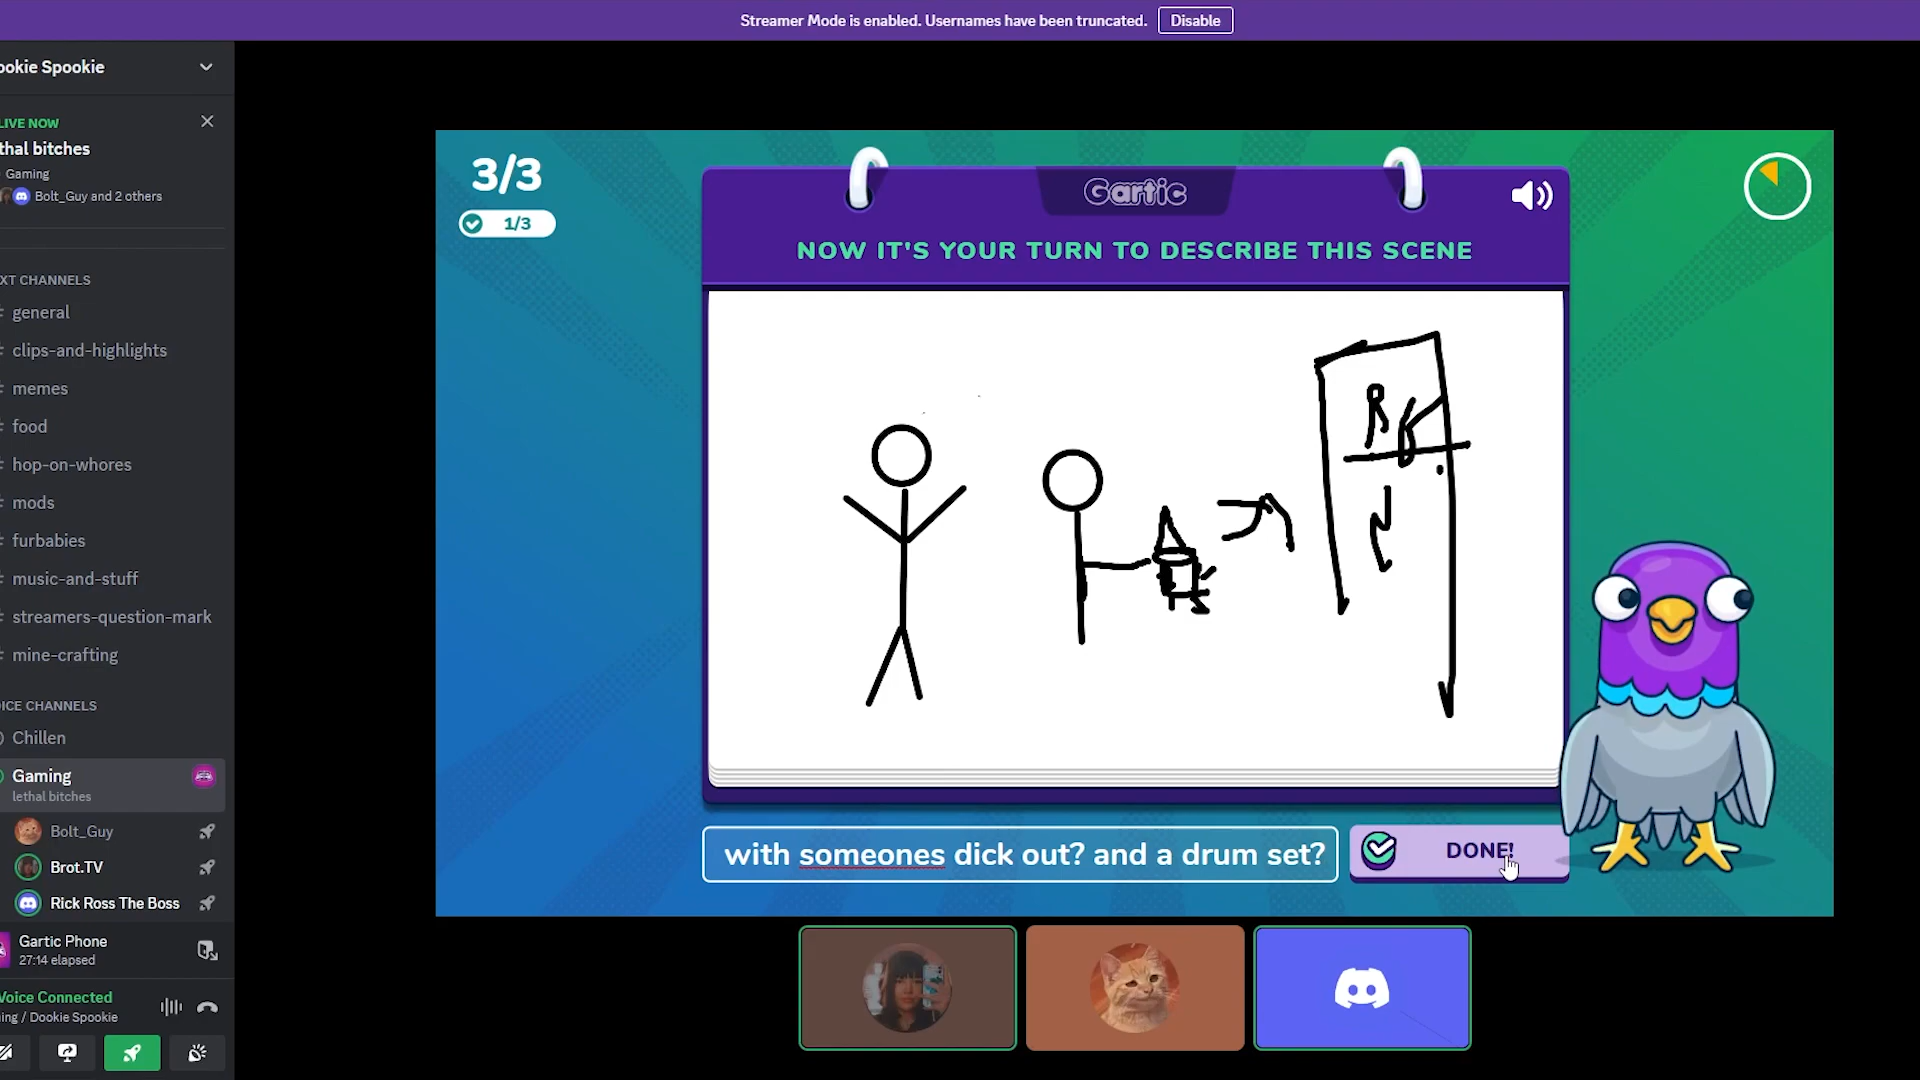 Streamer Mode is enabled. Usernames have been truncated. Disable
ookie Spookie
LIVE NOW
thal bitches
Gaming
Bolt_Guy and 2 others
XT CHANNELS
general
clips-and-highlights
memes
food
hop-on-whores
mods
furbabies
music-and-stuff
streamers-question-mark
mine-crafting
ICE CHANNELS
Chillen
Gaming
lethal bitches
Bolt_Guy
Brot.TV
Rick Ross The Boss
Gartic Phone
27:14 elapsed
Voice Connected
ing / Dookie Spookie
3/3
1/3
Gartic
NOW IT'S YOUR TURN TO DESCRIBE THIS SCENE
with someones dick out? and a drum set?
DONE!